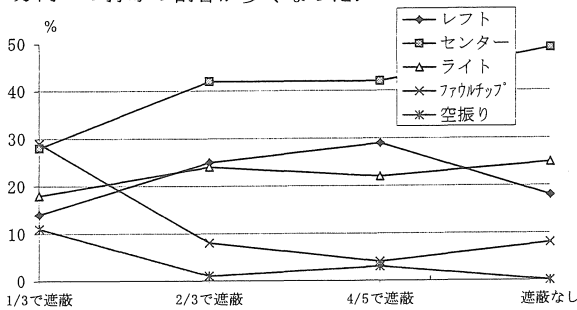 %
50
40
30
20
10
0
レフト
センター
ライト
ファウルチップ
空振り
1/3で遮蔽 2/3で遮蔽 4/5で遮蔽 遮蔽なし